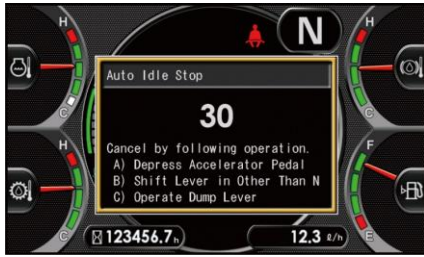 H
N
H
Auto Idle Stop
30
C
C
Cancel by following operation.
H
A) Depress Accelerator Pedal
F
B) Shift Lever in Other Than N
C) Operate Dump Lever
C
123456.7h
12.3 ℓ/h
E